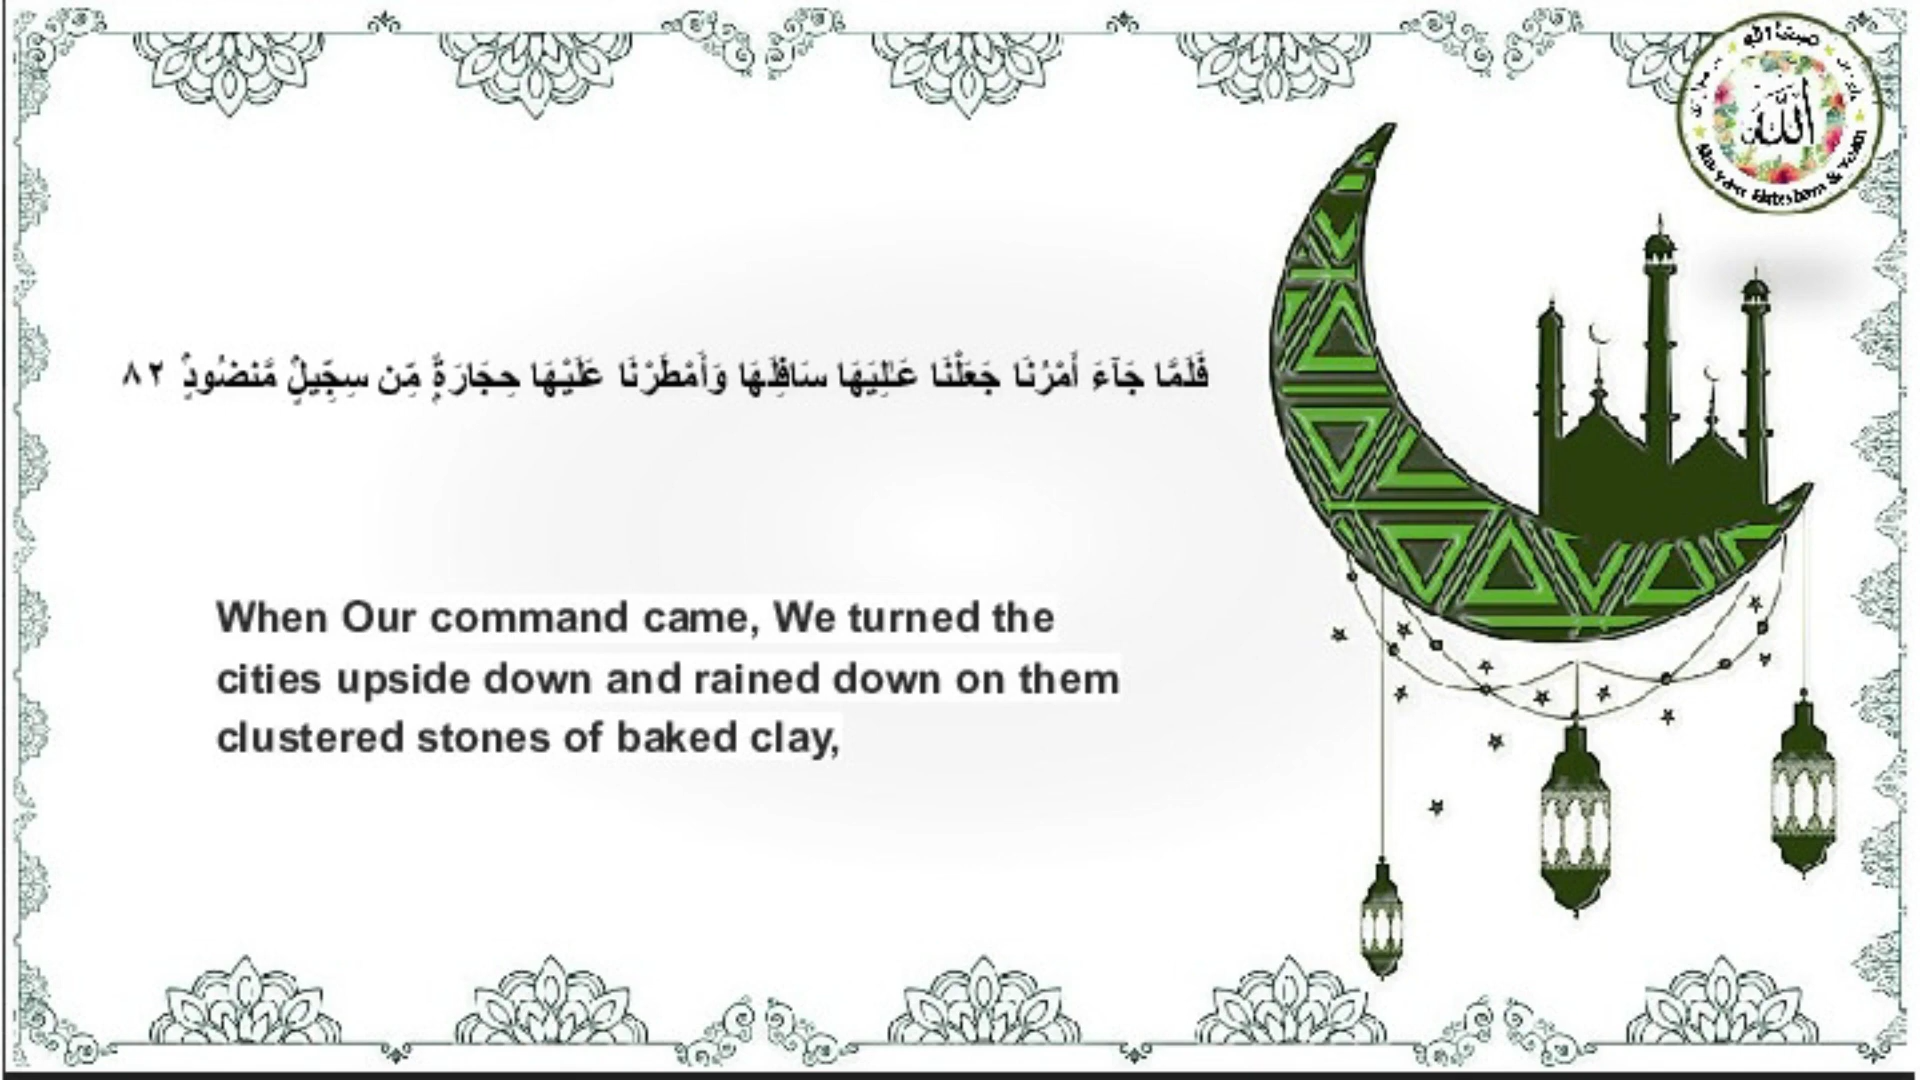 فَلَمَّا جَآءَ أَمْرُنَا جَعَلْنَا عَـٰلِيَهَا سَافِلَهَا وَأَمْطَرْنَا عَلَيْهَا حِجَارَةًۭ مِّن سِجِّيلٍۢ مَّنضُودٍۢ ٨٢
When Our command came, We turned the
cities upside down and rained down on them
clustered stones of baked clay,
الله